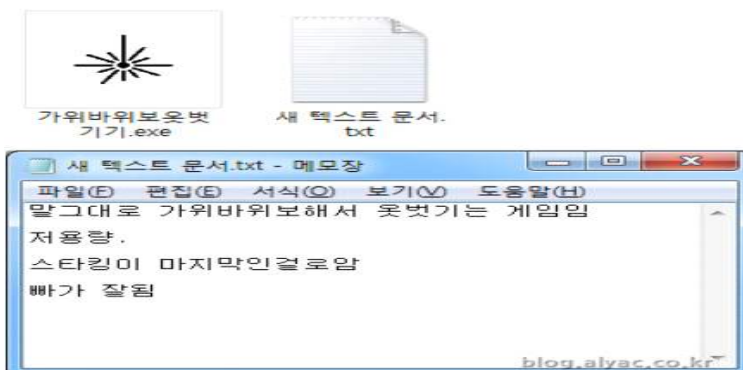 가위바위보옷벗
기기.exe
새 텍스트 문서.
txt
새 텍스트 문서.txt - 메모장
파일(F) 편집(E) 서식(O) 보기(V) 도움말(H)
말그대로 가위바위보해서 옷벗기는 게임임
저용량.
스타킹이 마지막인걸로암
빠가 잘됨
blog.alyac.co.kr